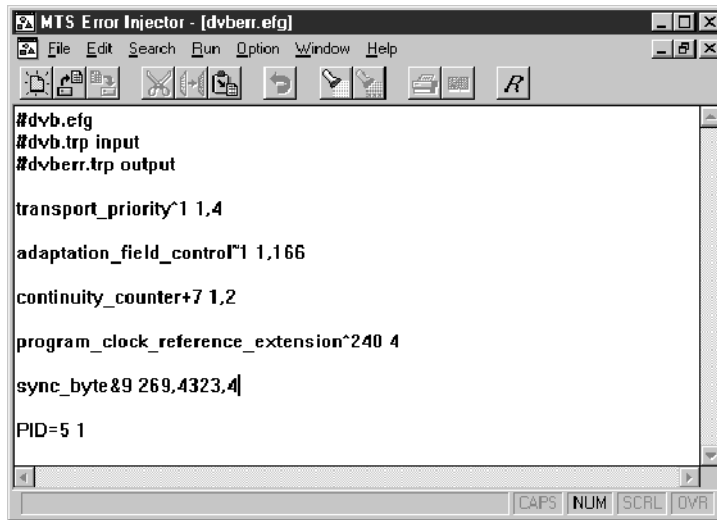 MTS Error Injector - [dvberr.efg]
File Edit Search Run Option Window Help
R
#dvb.efg
#dvb.trp input
#dvberr.trp output
transport_priority^1 1,4
adaptation_field_control~1 1,166
continuity_counter+7 1,2
program_clock_reference_extension^240 4
sync_byte&9 269,4323,4
PID=5 1
CAPS NUM SCRL OVR